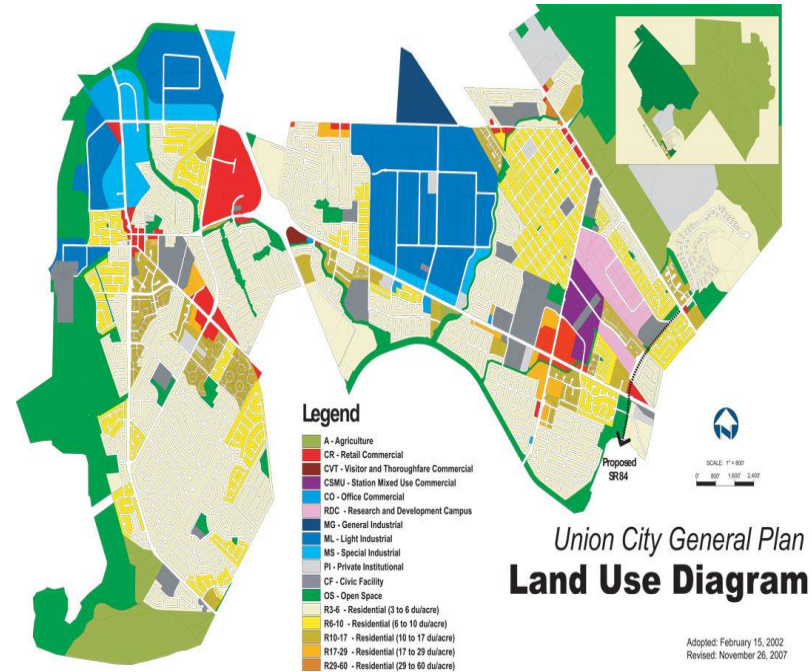 Legend
A - Agriculture
CR - Retail Commercial
CVT - Visitor and Thoroughfare Commercial
CSMU - Station Mixed Use Commercial
CO - Office Commercial
RDC - Research and Development Campus
MG - General Industrial
ML - Light Industrial
MS - Special Industrial
PI - Private Institutional
CF - Civic Facility
OS - Open Space
R3-6 - Residential (3 to 6 du/acre)
R6-10 - Residential (6 to 10 du/acre)
R10-17 - Residential (10 to 17 du/acre)
R17-29 - Residential (17 to 29 du/acre)
R29-60 - Residential (29 to 60 du/acre)
Proposed
SR 84
N
SCALE: 1" = 800'
0' 800' 1,600' 2,400'
Union City General Plan
Land Use Diagram
Adopted: February 15, 2002
Revised: November 26, 2007